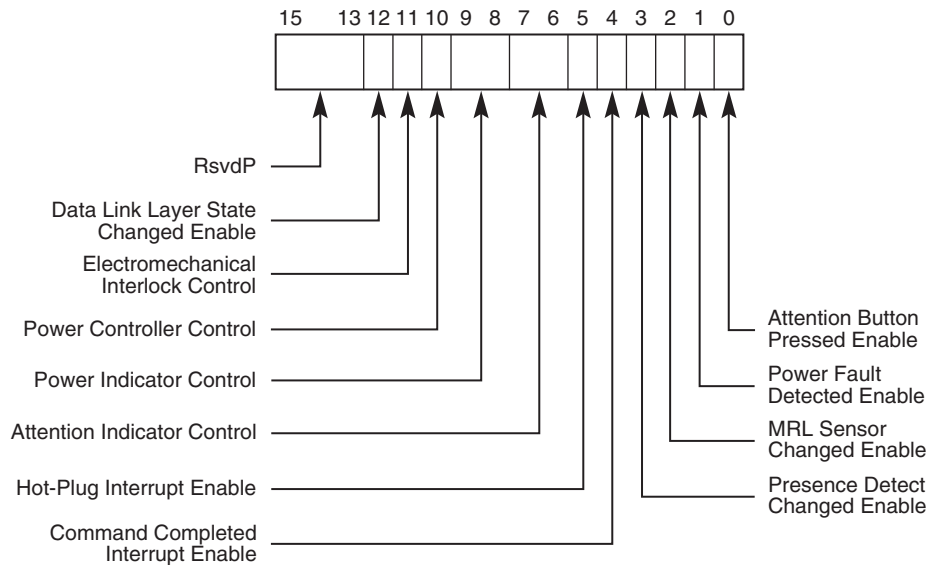 15 13 12 11 10 9 8 7 6 5 4 3 2 1 0
RsvdP
Data Link Layer State
Changed Enable
Electromechanical
Interlock Control
Power Controller Control
Power Indicator Control
Attention Indicator Control
Hot-Plug Interrupt Enable
Command Completed
Interrupt Enable
Attention Button
Pressed Enable
Power Fault
Detected Enable
MRL Sensor
Changed Enable
Presence Detect
Changed Enable